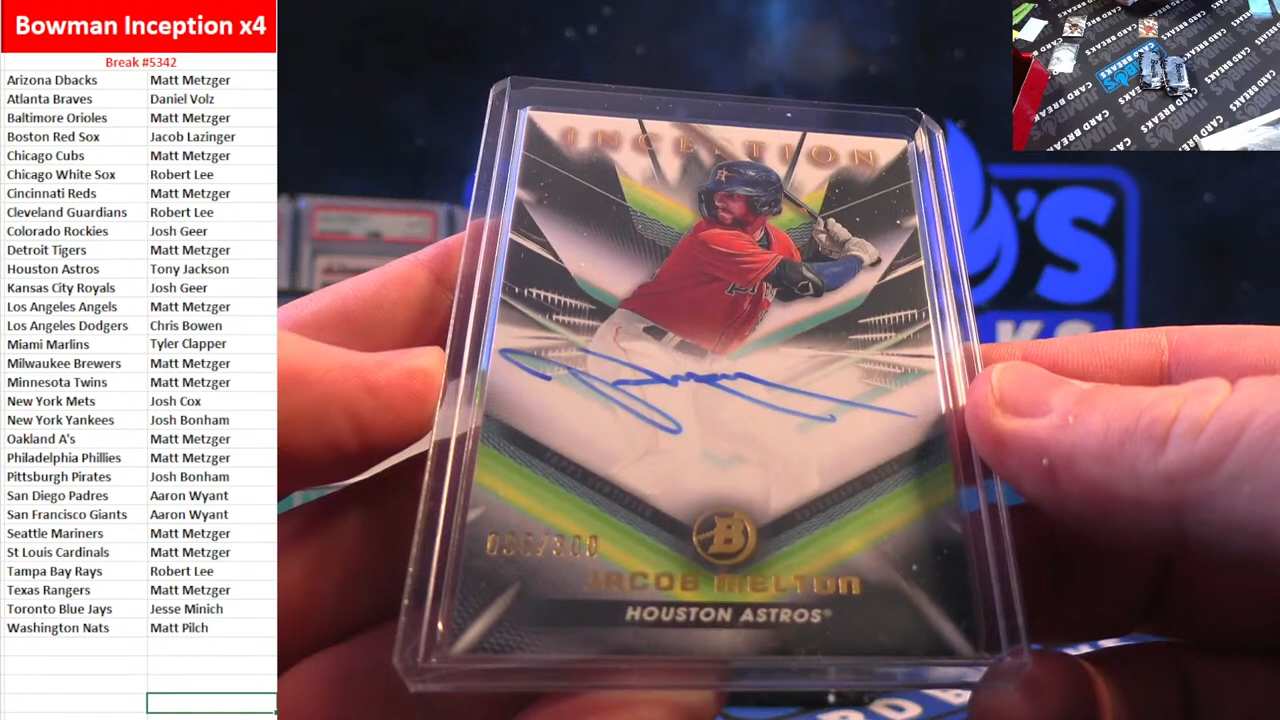 Bowman Inception x4
Break #5342
Arizona Dbacks Matt Metzger
Atlanta Braves Daniel Volz
Baltimore Orioles Matt Metzger
Boston Red Sox Jacob Lazinger
Chicago Cubs Matt Metzger
Chicago White Sox Robert Lee
Cincinnati Reds Matt Metzger
Cleveland Guardians Robert Lee
Colorado Rockies Josh Geer
Detroit Tigers Matt Metzger
Houston Astros Tony Jackson
Kansas City Royals Josh Geer
Los Angeles Angels Matt Metzger
Los Angeles Dodgers Chris Bowen
Miami Marlins Tyler Clapper
Milwaukee Brewers Matt Metzger
Minnesota Twins Matt Metzger
New York Mets Josh Cox
New York Yankees Josh Bonham
Oakland A's Matt Metzger
Philadelphia Phillies Matt Metzger
Pittsburgh Pirates Josh Bonham
San Diego Padres Aaron Wyant
San Francisco Giants Aaron Wyant
Seattle Mariners Matt Metzger
St Louis Cardinals Matt Metzger
Tampa Bay Rays Robert Lee
Texas Rangers Matt Metzger
Toronto Blue Jays Jesse Minich
Washington Nats Matt Pilch
INCEPTION
B
JACOB MELTON
HOUSTON ASTROS
CARD BREAKS